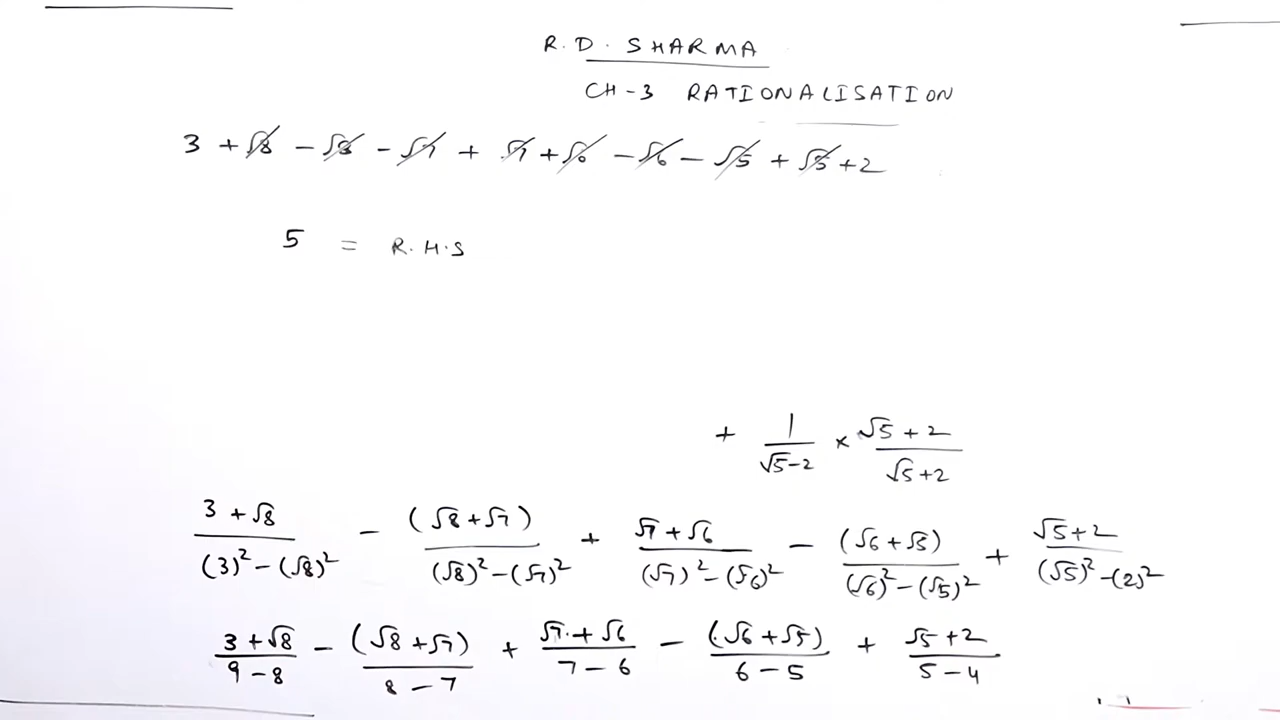 R. D. SHARMA
CH-3 RATIONALISATION
3 + √8 - √8 - √7 + √7 + √6 - √6 - √5 + √5 + 2
5 = R.H.S
+ 1/(√5-2) × (√5+2)/(√5+2)
(3+√8)/((3)²-(√8)²) - (√8+√7)/((√8)²-(√7)²) + (√7+√6)/((√7)²-(√6)²) - (√6+√5)/((√6)²-(√5)²) + (√5+2)/((√5)²-(2)²)
(3+√8)/(9-8) - (√8+√7)/(8-7) + (√7+√6)/(7-6) - (√6+√5)/(6-5) + (√5+2)/(5-4)